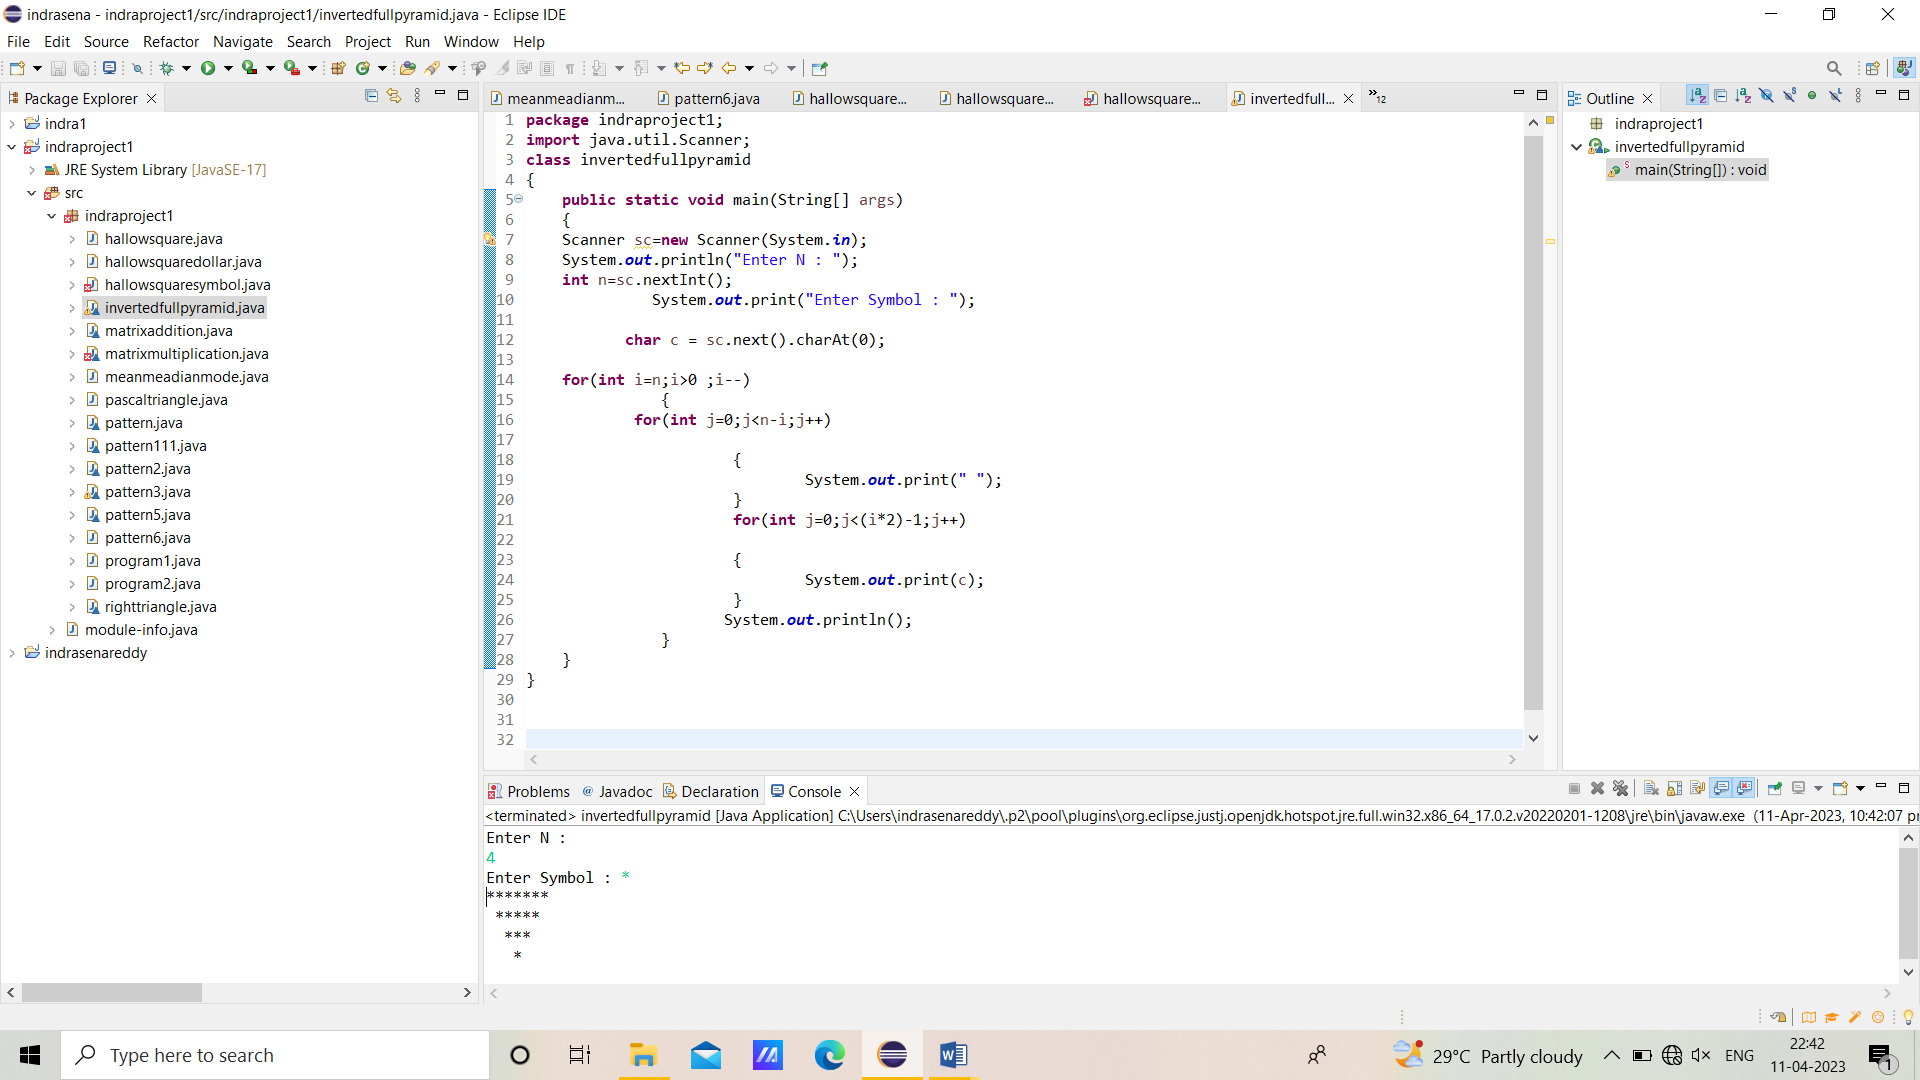 indrasena - indraproject1/src/indraproject1/invertedfullpyramid.java - Eclipse IDE
File Edit Source Refactor Navigate Search Project Run Window Help
Package Explorer
indra1
indraproject1
JRE System Library [JavaSE-17]
src
indraproject1
hallowsquare.java
hallowsquaredollar.java
hallowsquaresymbol.java
invertedfullpyramid.java
matrixaddition.java
matrixmultiplication.java
meanmeadianmode.java
pascaltriangle.java
pattern.java
pattern111.java
pattern2.java
pattern3.java
pattern5.java
pattern6.java
program1.java
program2.java
righttriangle.java
module-info.java
indrasenareddy
meanmeadianm... pattern6.java hallowsquare... hallowsquare... hallowsquare... invertedfull... »12
1 package indraproject1;
2 import java.util.Scanner;
3 class invertedfullpyramid
4 {
5 public static void main(String[] args)
6 {
7 Scanner sc=new Scanner(System.in);
8 System.out.println("Enter N : ");
9 int n=sc.nextInt();
10 System.out.print("Enter Symbol : ");
11
12 char c = sc.next().charAt(0);
13
14 for(int i=n;i>0 ;i--)
15 {
16 for(int j=0;j<n-i;j++)
17
18 {
19 System.out.print(" ");
20 }
21 for(int j=0;j<(i*2)-1;j++)
22
23 {
24 System.out.print(c);
25 }
26 System.out.println();
27 }
28 }
29 }
30
31
32
Outline
indraproject1
invertedfullpyramid
main(String[]) : void
Problems @ Javadoc Declaration Console
<terminated> invertedfullpyramid [Java Application] C:\Users\indrasenareddy\.p2\pool\plugins\org.eclipse.justj.openjdk.hotspot.jre.full.win32.x86_64_17.0.2.v20220201-1208\jre\bin\javaw.exe (11-Apr-2023, 10:42:07 p
Enter N :
4
Enter Symbol : *
*******
 *****
  ***
   *
Type here to search
29°C Partly cloudy
ENG
22:42
11-04-2023
1